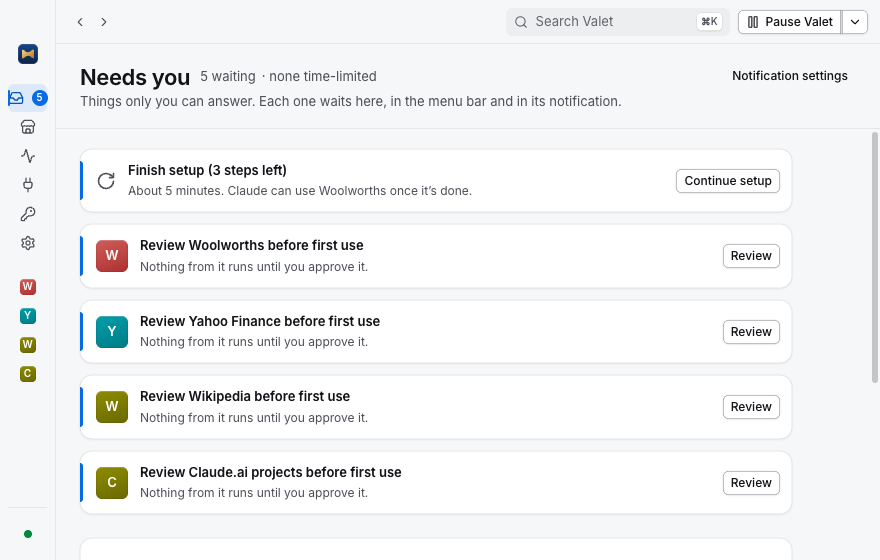 Search Valet
⌘K
Pause Valet
Needs you
5 waiting · none time-limited
Notification settings
Things only you can answer. Each one waits here, in the menu bar and in its notification.
5
Finish setup (3 steps left)
About 5 minutes. Claude can use Woolworths once it’s done.
Continue setup
W
Review Woolworths before first use
Nothing from it runs until you approve it.
Review
Y
Review Yahoo Finance before first use
Nothing from it runs until you approve it.
Review
W
Review Wikipedia before first use
Nothing from it runs until you approve it.
Review
C
Review Claude.ai projects before first use
Nothing from it runs until you approve it.
Review
W
Y
W
C